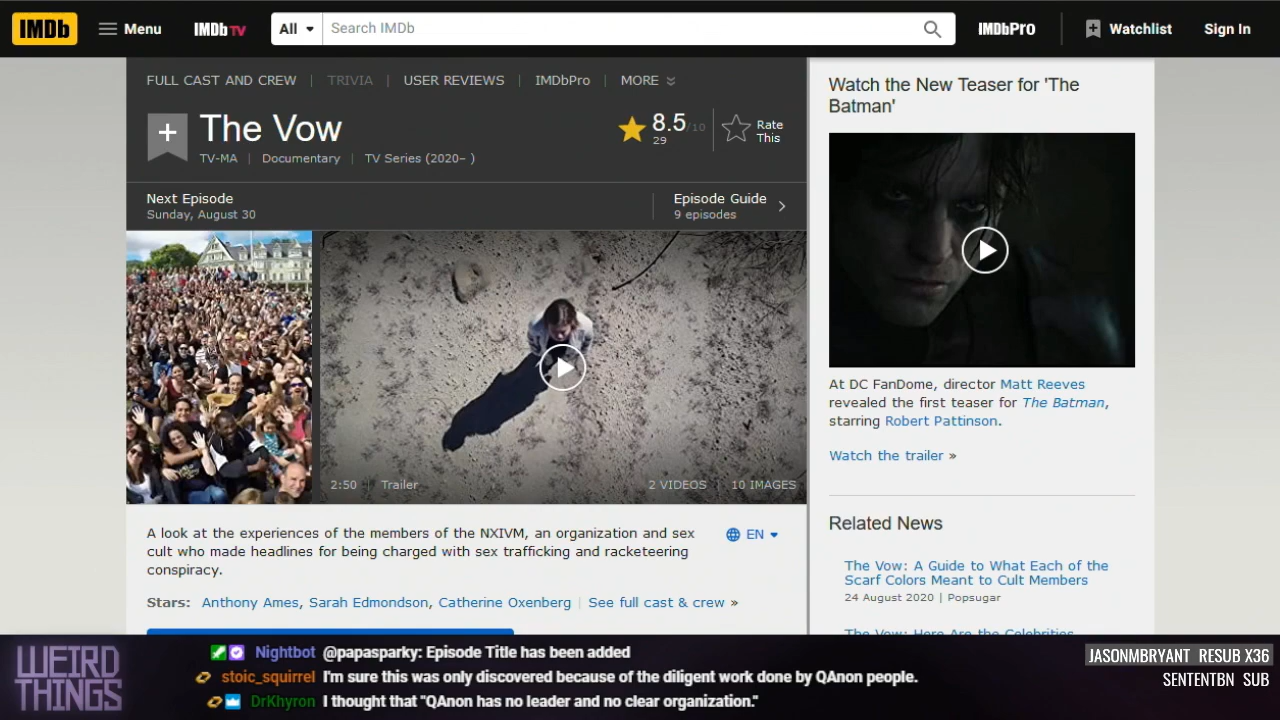 IMDb
Menu
IMDb TV
All
Search IMDb
IMDbPRO
Watchlist
Sign In
FULL CAST AND CREW | TRIVIA | USER REVIEWS | IMDbPro | MORE
The Vow
TV-MA | Documentary | TV Series (2020– )
8.5/10
29
Rate
This
Next Episode
Sunday, August 30
Episode Guide
9 episodes
2:50 | Trailer
2 VIDEOS | 10 IMAGES
A look at the experiences of the members of the NXIVM, an organization and sex
cult who made headlines for being charged with sex trafficking and racketeering
conspiracy.
EN
Stars: Anthony Ames, Sarah Edmondson, Catherine Oxenberg | See full cast & crew »
Watch the New Teaser for 'The
Batman'
At DC FanDome, director Matt Reeves
revealed the first teaser for The Batman,
starring Robert Pattinson.
Watch the trailer »
Related News
The Vow: A Guide to What Each of the
Scarf Colors Meant to Cult Members
24 August 2020 | Popsugar
The Vow: Here Are the Celebrities
WEIRD
THINGS
Nightbot @papasparky: Episode Title has been added
stoic_squirrel I'm sure this was only discovered because of the diligent work done by QAnon people.
DrKhyron I thought that "QAnon has no leader and no clear organization."
JASONMBRYANT RESUB X36
SENTENTBN SUB